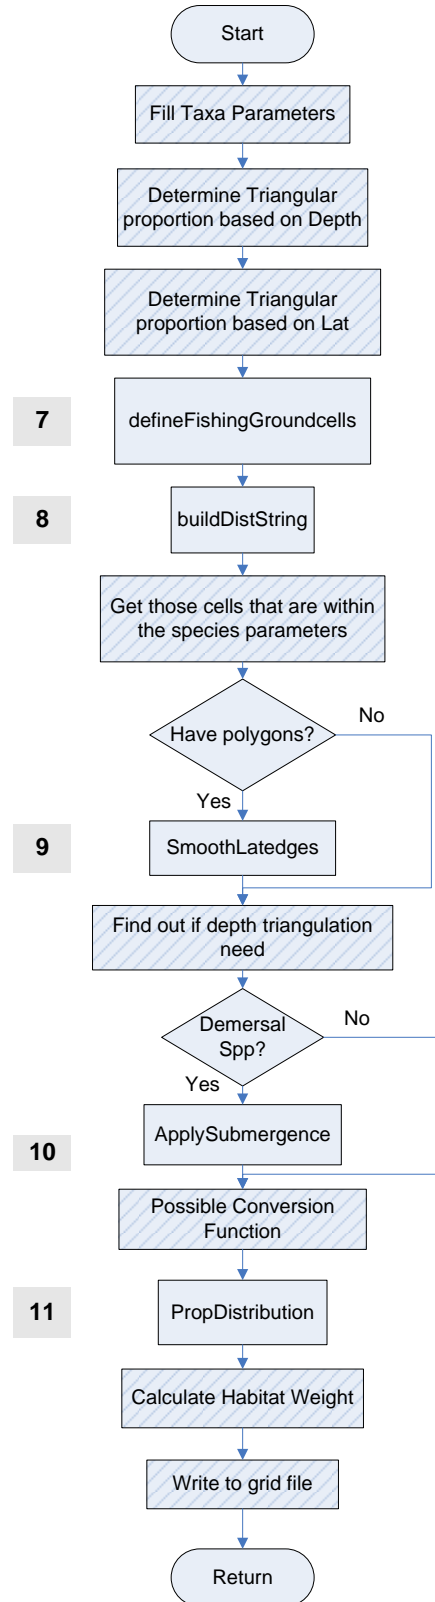 Start
Fill Taxa Parameters
Determine Triangular
proportion based on Depth
Determine Triangular
proportion based on Lat
7
defineFishingGroundcells
8
buildDistString
Get those cells that are within
the species parameters
Have polygons?
No
Yes
9
SmoothLatedges
Find out if depth triangulation
need
Demersal
Spp?
No
Yes
10
ApplySubmergence
Possible Conversion
Function
11
PropDistribution
Calculate Habitat Weight
Write to grid file
Return